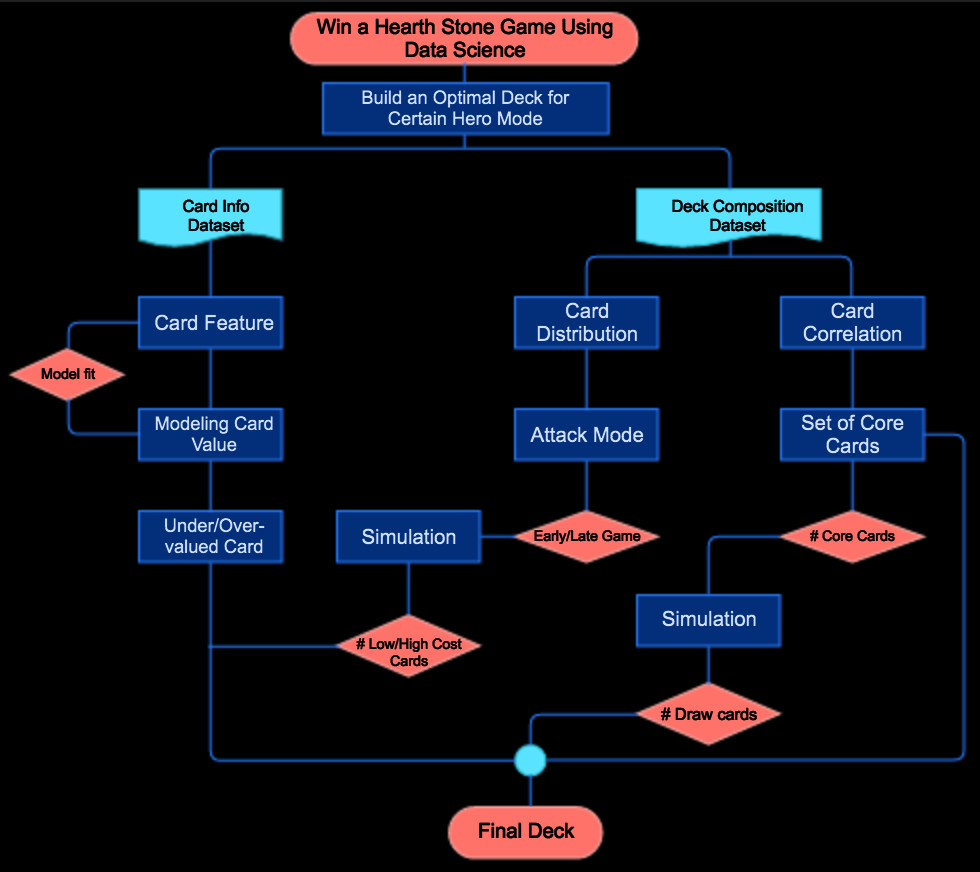 Win a Hearth Stone Game Using
Data Science
Build an Optimal Deck for
Certain Hero Mode
Card Info
Dataset
Deck Composition
Dataset
Card Feature
Card
Distribution
Card
Correlation
Model fit
Modeling Card
Value
Attack Mode
Set of Core
Cards
Under/Over-
valued Card
Simulation
Early/Late Game
# Core Cards
Simulation
# Low/High Cost
Cards
# Draw cards
Final Deck